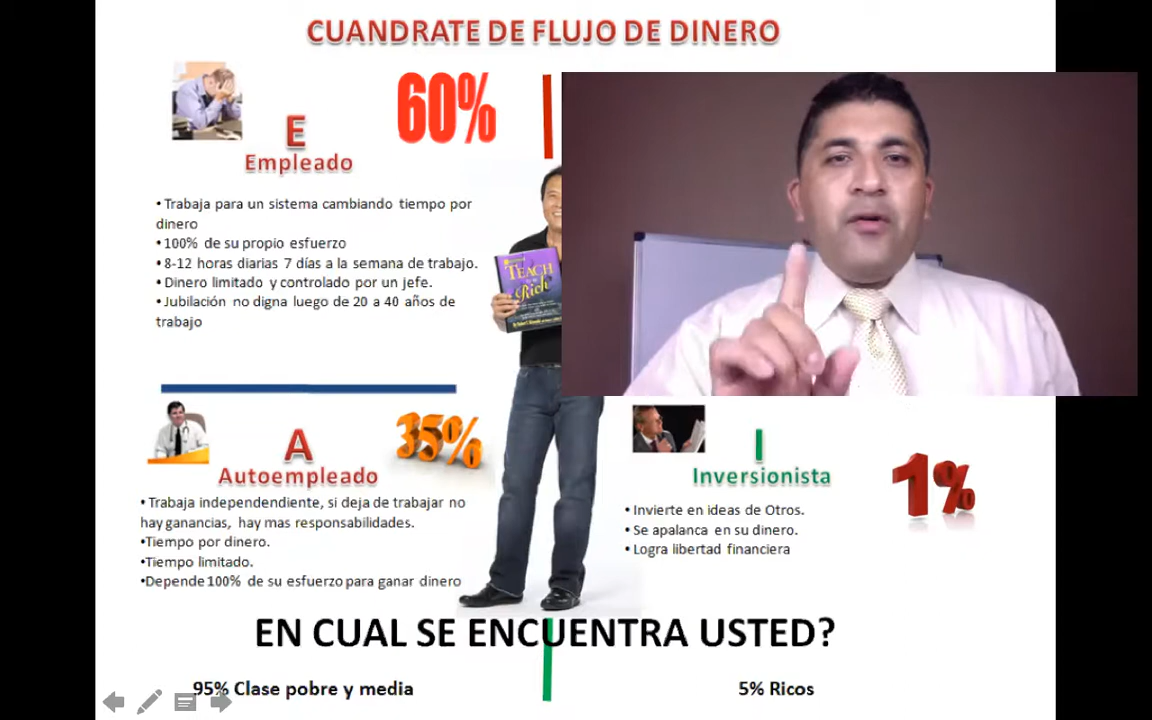 CUANDRATE DE FLUJO DE DINERO
60%
E
Empleado
• Trabaja para un sistema cambiando tiempo por
dinero
• 100% de su propio esfuerzo
• 8-12 horas diarias 7 días a la semana de trabajo.
• Dinero limitado y controlado por un jefe.
• Jubilación no digna luego de 20 a 40 años de
trabajo
TEACH
Rich
35%
A
Autoempleado
• Trabaja independendiente, si deja de trabajar no
hay ganancias, hay mas responsabilidades.
•Tiempo por dinero.
•Tiempo limitado.
•Depende 100% de su esfuerzo para ganar dinero
I
Inversionista
1%
• Invierte en ideas de Otros.
• Se apalanca en su dinero.
• Logra libertad financiera
EN CUAL SE ENCUENTRA USTED?
95% Clase pobre y media
5% Ricos